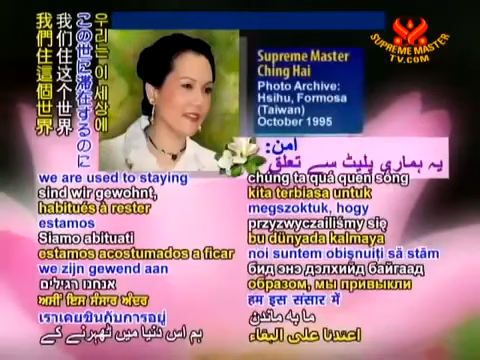 我們住這個世界
我们住这个世界
この世に滞在するのに
우리는 이 세상에
SUPREME MASTER
TV.COM
Supreme Master
Ching Hai
Photo Archive:
Hsihu, Formosa
(Taiwan)
October 1995
امن:
یہ ہماری پلیٹ سے تعلق
we are used to staying
sind wir gewohnt,
habitués à rester
estamos
Siamo abituati
estamos acostumados a ficar
we zijn gewend aan
אנחנו רגילים
ਅਸੀਂ ਇਸ ਸੰਸਾਰ ਅੰਦਰ
เราเคยชินกับการอยู่
ہم اس دنیا میں ٹھہرنے کے
chúng ta quá quen sống
kita terbiasa untuk
megszoktuk, hogy
przyzwyczailiśmy się
bu dünyada kalmaya
noi suntem obişnuiţi să stăm
бид энэ дэлхийд байгаад
образом, мы привыкли
हम इस संसार में
ما به ماندن
اعتدنا على البقاء